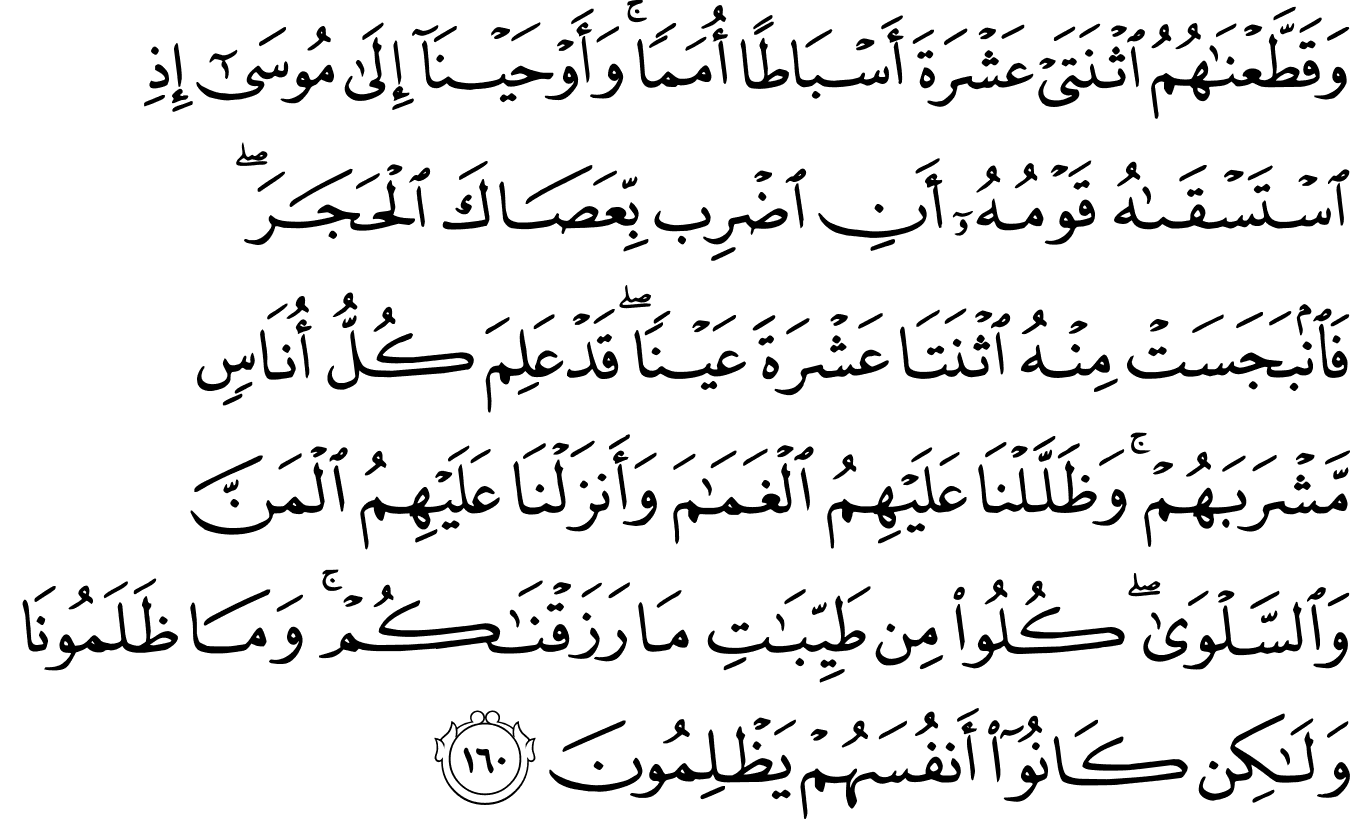 وَقَطَّعْنَٰهُمُ ٱثْنَتَىْ عَشْرَةَ أَسْبَاطًا أُمَمًا ۚ وَأَوْحَيْنَآ إِلَىٰ مُوسَىٰٓ إِذِ
ٱسْتَسْقَىٰهُ قَوْمُهُۥٓ أَنِ ٱضْرِب بِّعَصَاكَ ٱلْحَجَرَ ۖ
فَٱنۢبَجَسَتْ مِنْهُ ٱثْنَتَا عَشْرَةَ عَيْنًا ۖ قَدْ عَلِمَ كُلُّ أُنَاسٍ
مَّشْرَبَهُمْ ۚ وَظَلَّلْنَا عَلَيْهِمُ ٱلْغَمَٰمَ وَأَنزَلْنَا عَلَيْهِمُ ٱلْمَنَّ
وَٱلسَّلْوَىٰ ۖ كُلُوا۟ مِن طَيِّبَٰتِ مَا رَزَقْنَٰكُمْ ۚ وَمَا ظَلَمُونَا
وَلَٰكِن كَانُوٓا۟ أَنفُسَهُمْ يَظْلِمُونَ ١٦٠